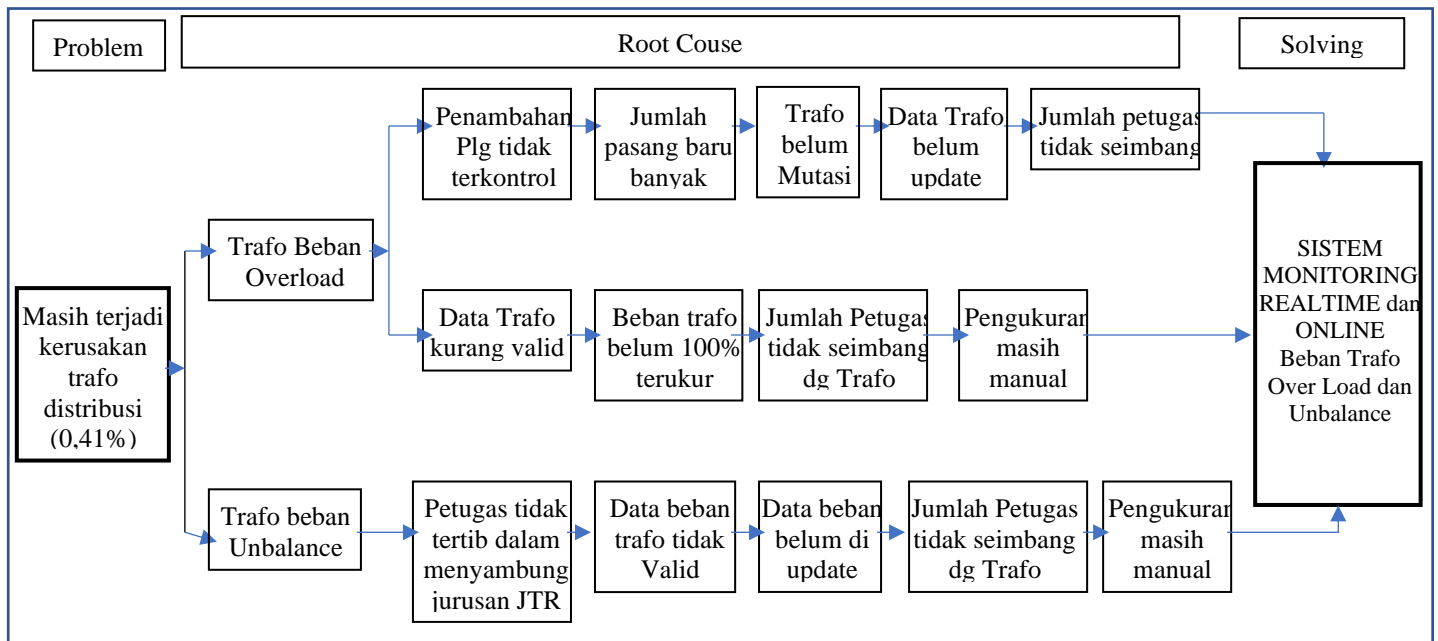 Problem
Root Couse
Solving
Penambahan
Plg tidak
terkontrol
Jumlah
pasang baru
banyak
Trafo
belum
Mutasi
Data Trafo
belum
update
Jumlah petugas
tidak seimbang
Trafo Beban
Overload
Masih terjadi
kerusakan
trafo
distribusi
(0,41%)
Data Trafo
kurang valid
Beban trafo
belum 100%
terukur
Jumlah Petugas
tidak seimbang
dg Trafo
Pengukuran
masih
manual
SISTEM
MONITORING
REALTIME dan
ONLINE
Beban Trafo
Over Load dan
Unbalance
Trafo beban
Unbalance
Petugas tidak
tertib dalam
menyambung
jurusan JTR
Data beban
trafo tidak
Valid
Data beban
belum di
update
Jumlah Petugas
tidak seimbang
dg Trafo
Pengukuran
masih
manual